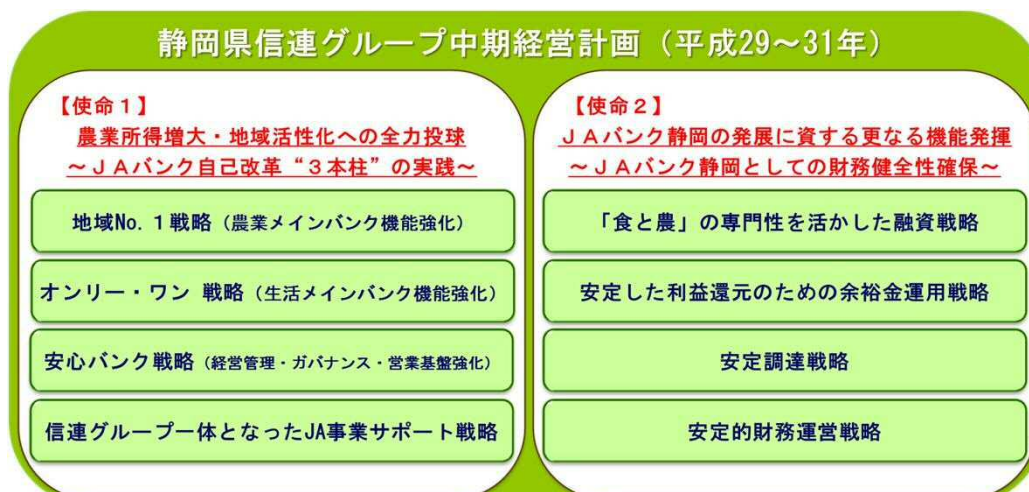 静岡県信連グループ中期経営計画（平成29～31年）
【使命１】
農業所得増大・地域活性化への全力投球
～ＪＡバンク自己改革“３本柱”の実践～
地域No.１戦略（農業メインバンク機能強化）
オンリー・ワン 戦略（生活メインバンク機能強化）
安心バンク戦略（経営管理・ガバナンス・営業基盤強化）
信連グループ一体となったJA事業サポート戦略
【使命２】
ＪＡバンク静岡の発展に資する更なる機能発揮
～ＪＡバンク静岡としての財務健全性確保～
「食と農」の専門性を活かした融資戦略
安定した利益還元のための余裕金運用戦略
安定調達戦略
安定的財務運営戦略